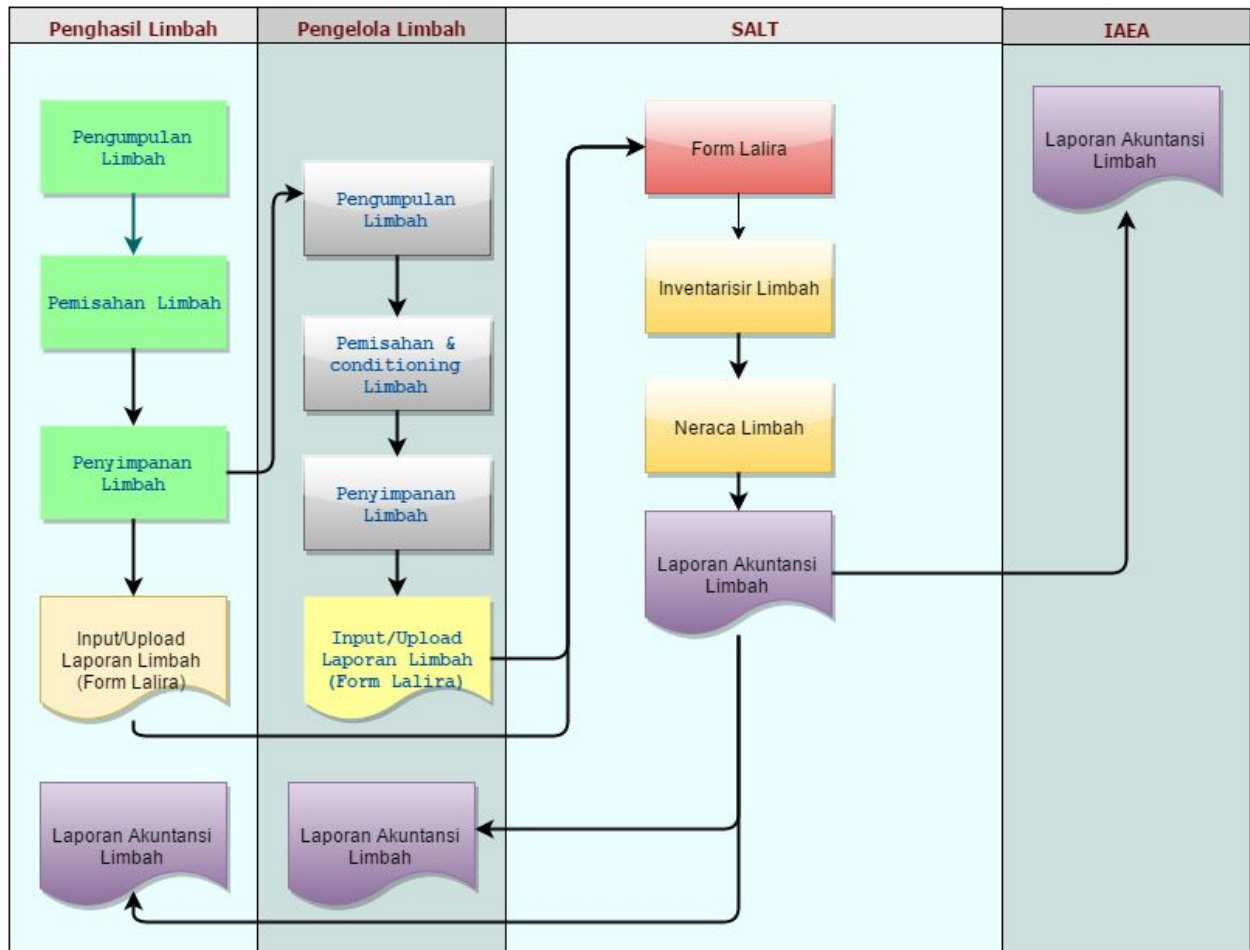 Penghasil Limbah
Pengelola Limbah
SALT
IAEA
Pengumpulan
Limbah
Pemisahan Limbah
Penyimpanan
Limbah
Input/Upload
Laporan Limbah
(Form Lalira)
Laporan Akuntansi
Limbah
Pengumpulan
Limbah
Pemisahan &
conditioning
Limbah
Penyimpanan
Limbah
Input/Upload
Laporan Limbah
(Form Lalira)
Laporan Akuntansi
Limbah
Form Lalira
Inventarisir Limbah
Neraca Limbah
Laporan Akuntansi
Limbah
Laporan Akuntansi
Limbah